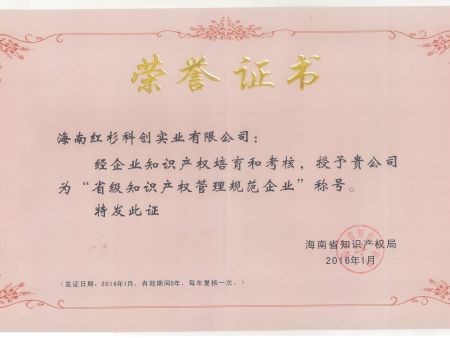 荣誉证书
海南红杉科创实业有限公司：
经企业知识产权培育和考核，授予贵公司
为“省级知识产权管理规范企业”称号。
特发此证
海南省知识产权局
2016年1月
（发证日期：2016年1月，有效期间5年，每年复核一次。）